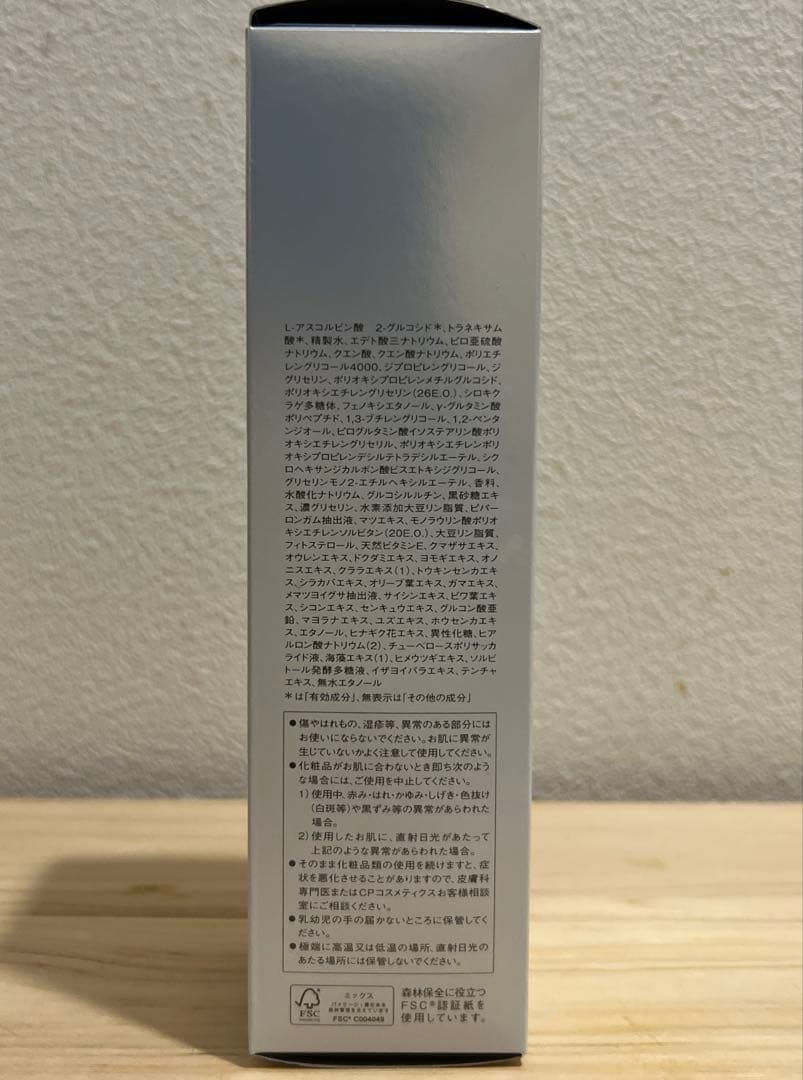 L-アスコルビン酸　2-グルコシド＊、トラネキサム
酸＊、精製水、エデト酸三ナトリウム、ピロ亜硫酸
ナトリウム、クエン酸、クエン酸ナトリウム、ポリエチ
レングリコール4000、ジプロピレングリコール、ジ
グリセリン、ポリオキシプロピレンメチルグルコシド、
ポリオキシエチレングリセリン(26E.O.)、シロキク
ラゲ多糖体、フェノキシエタノール、γ-グルタミン酸
ポリペプチド、1,3-ブチレングリコール、1,2-ペンタ
ンジオール、ピログルタミン酸イソステアリン酸ポリ
オキシエチレングリセリル、ポリオキシエチレンポリ
オキシプロピレンデシルテトラデシルエーテル、シク
ロヘキサンジカルボン酸ビスエトキシジグリコール、
グリセリンモノ2-エチルヘキシルエーテル、香料、
水酸化ナトリウム、グルコシルルチン、黒砂糖エキ
ス、濃グリセリン、水素添加大豆リン脂質、ビバー
ロンガム抽出液、マツエキス、モノラウリン酸ポリオ
キシエチレンソルビタン(20E.O.)、大豆リン脂質、
フィトステロール、天然ビタミンE、クマザサエキス、
オウレンエキス、ドクダミエキス、ヨモギエキス、オノ
ニスエキス、クララエキス(1)、トウキンセンカエキ
ス、シラカバエキス、オリーブ葉エキス、ガマエキス、
メマツヨイグサ抽出液、サイシンエキス、ビワ葉エキ
ス、シコンエキス、センキュウエキス、グルコン酸亜
鉛、マヨラナエキス、ユズエキス、ホウセンカエキ
ス、エタノール、ヒナギク花エキス、異性化糖、ヒア
ルロン酸ナトリウム(2)、チューベロースポリサッカ
ライド液、海藻エキス(1)、ヒメウツギエキス、ソルビ
トール発酵多糖液、イザヨイバラエキス、テンチャ
エキス、無水エタノール
＊は「有効成分」、無表示は「その他の成分」
●傷やはれもの、湿疹等、異常のある部分には
お使いにならないでください。お肌に異常が
生じていないかよく注意して使用してください。
●化粧品がお肌に合わないとき即ち次のよう
な場合には、ご使用を中止してください。
1)使用中、赤み・はれ・かゆみ・しげき・色抜け
(白斑等)や黒ずみ等の異常があらわれた
場合。
2)使用したお肌に、直射日光があたって
上記のような異常があらわれた場合。
●そのまま化粧品類の使用を続けますと、症
状を悪化させることがありますので、皮膚科
専門医またはCPコスメティクスお客様相談
室にご相談ください。
●乳幼児の手の届かないところに保管してく
ださい。
●極端に高温又は低温の場所、直射日光の
あたる場所には保管しないでください。
FSC
ミックス
パッケージ｜責任ある
森林管理を支えています
FSC® C004049
森林保全に役立つ
FSC®認証紙を
使用しています。